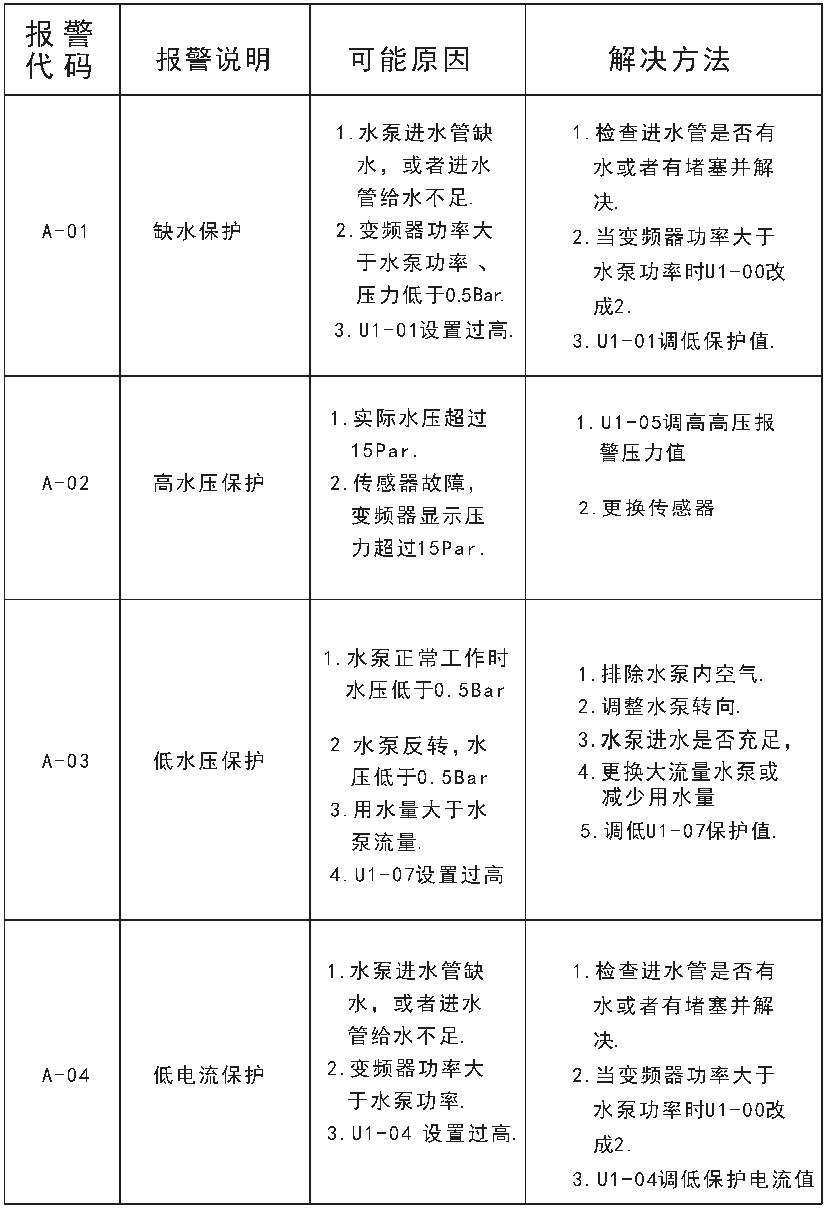 报警
代码
报警说明
可能原因
解决方法
A-01
缺水保护
1.水泵进水管缺
水，或者进水
管给水不足.
2.变频器功率大
于水泵功率、
压力低于0.5Bar.
3.U1-01设置过高.
1.检查进水管是否有
水或者有堵塞并解
决.
2.当变频器功率大于
水泵功率时U1-00改
成2.
3.U1-01调低保护值.
A-02
高水压保护
1.实际水压超过
15Par.
2.传感器故障，
变频器显示压
力超过15Par.
1.U1-05调高高压报
警压力值
2.更换传感器
A-03
低水压保护
1.水泵正常工作时
水压低于0.5Bar
2 水泵反转,水
压低于0.5Bar
3.用水量大于水
泵流量.
4.U1-07设置过高
1.排除水泵内空气.
2.调整水泵转向.
3.水泵进水是否充足，
4.更换大流量水泵或
减少用水量
5.调低U1-07保护值.
A-04
低电流保护
1.水泵进水管缺
水，或者进水
管给水不足.
2.变频器功率大
于水泵功率.
3.U1-04 设置过高.
1.检查进水管是否有
水或者有堵塞并解
决.
2.当变频器功率大于
水泵功率时U1-00改
成2.
3.U1-04调低保护电流值